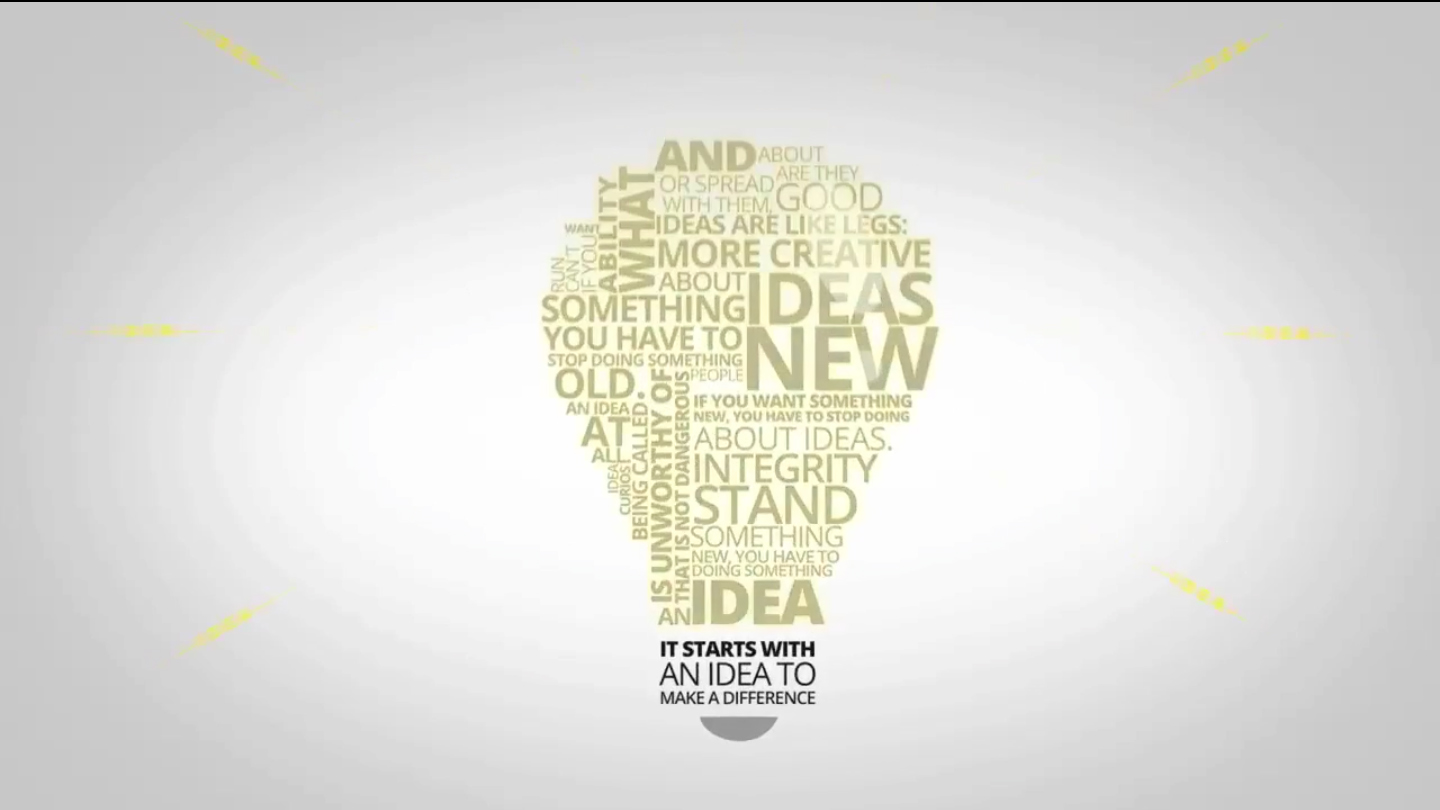 AND ABOUT
ARE THEY
OR SPREAD
WITH THEM, GOOD
IDEAS ARE LIKE LEGS:
MORE CREATIVE
ABOUT
IDEAS
WHAT
ABILITY
WANT
IF YOU
CAN'T
RUN
SOMETHING
YOU HAVE TO
NEW
STOP DOING SOMETHING
PEOPLE
OLD.
AN IDEA
AT
ALL
IDEA
CURIOS
BEING CALLED.
IS UNWORTHY OF
THAT IS NOT DANGEROUS
IF YOU WANT SOMETHING
NEW, YOU HAVE TO STOP DOING
ABOUT IDEAS.
INTEGRITY
STAND
SOMETHING
NEW, YOU HAVE TO
DOING SOMETHING
AN IDEA
IT STARTS WITH
AN IDEA TO
MAKE A DIFFERENCE